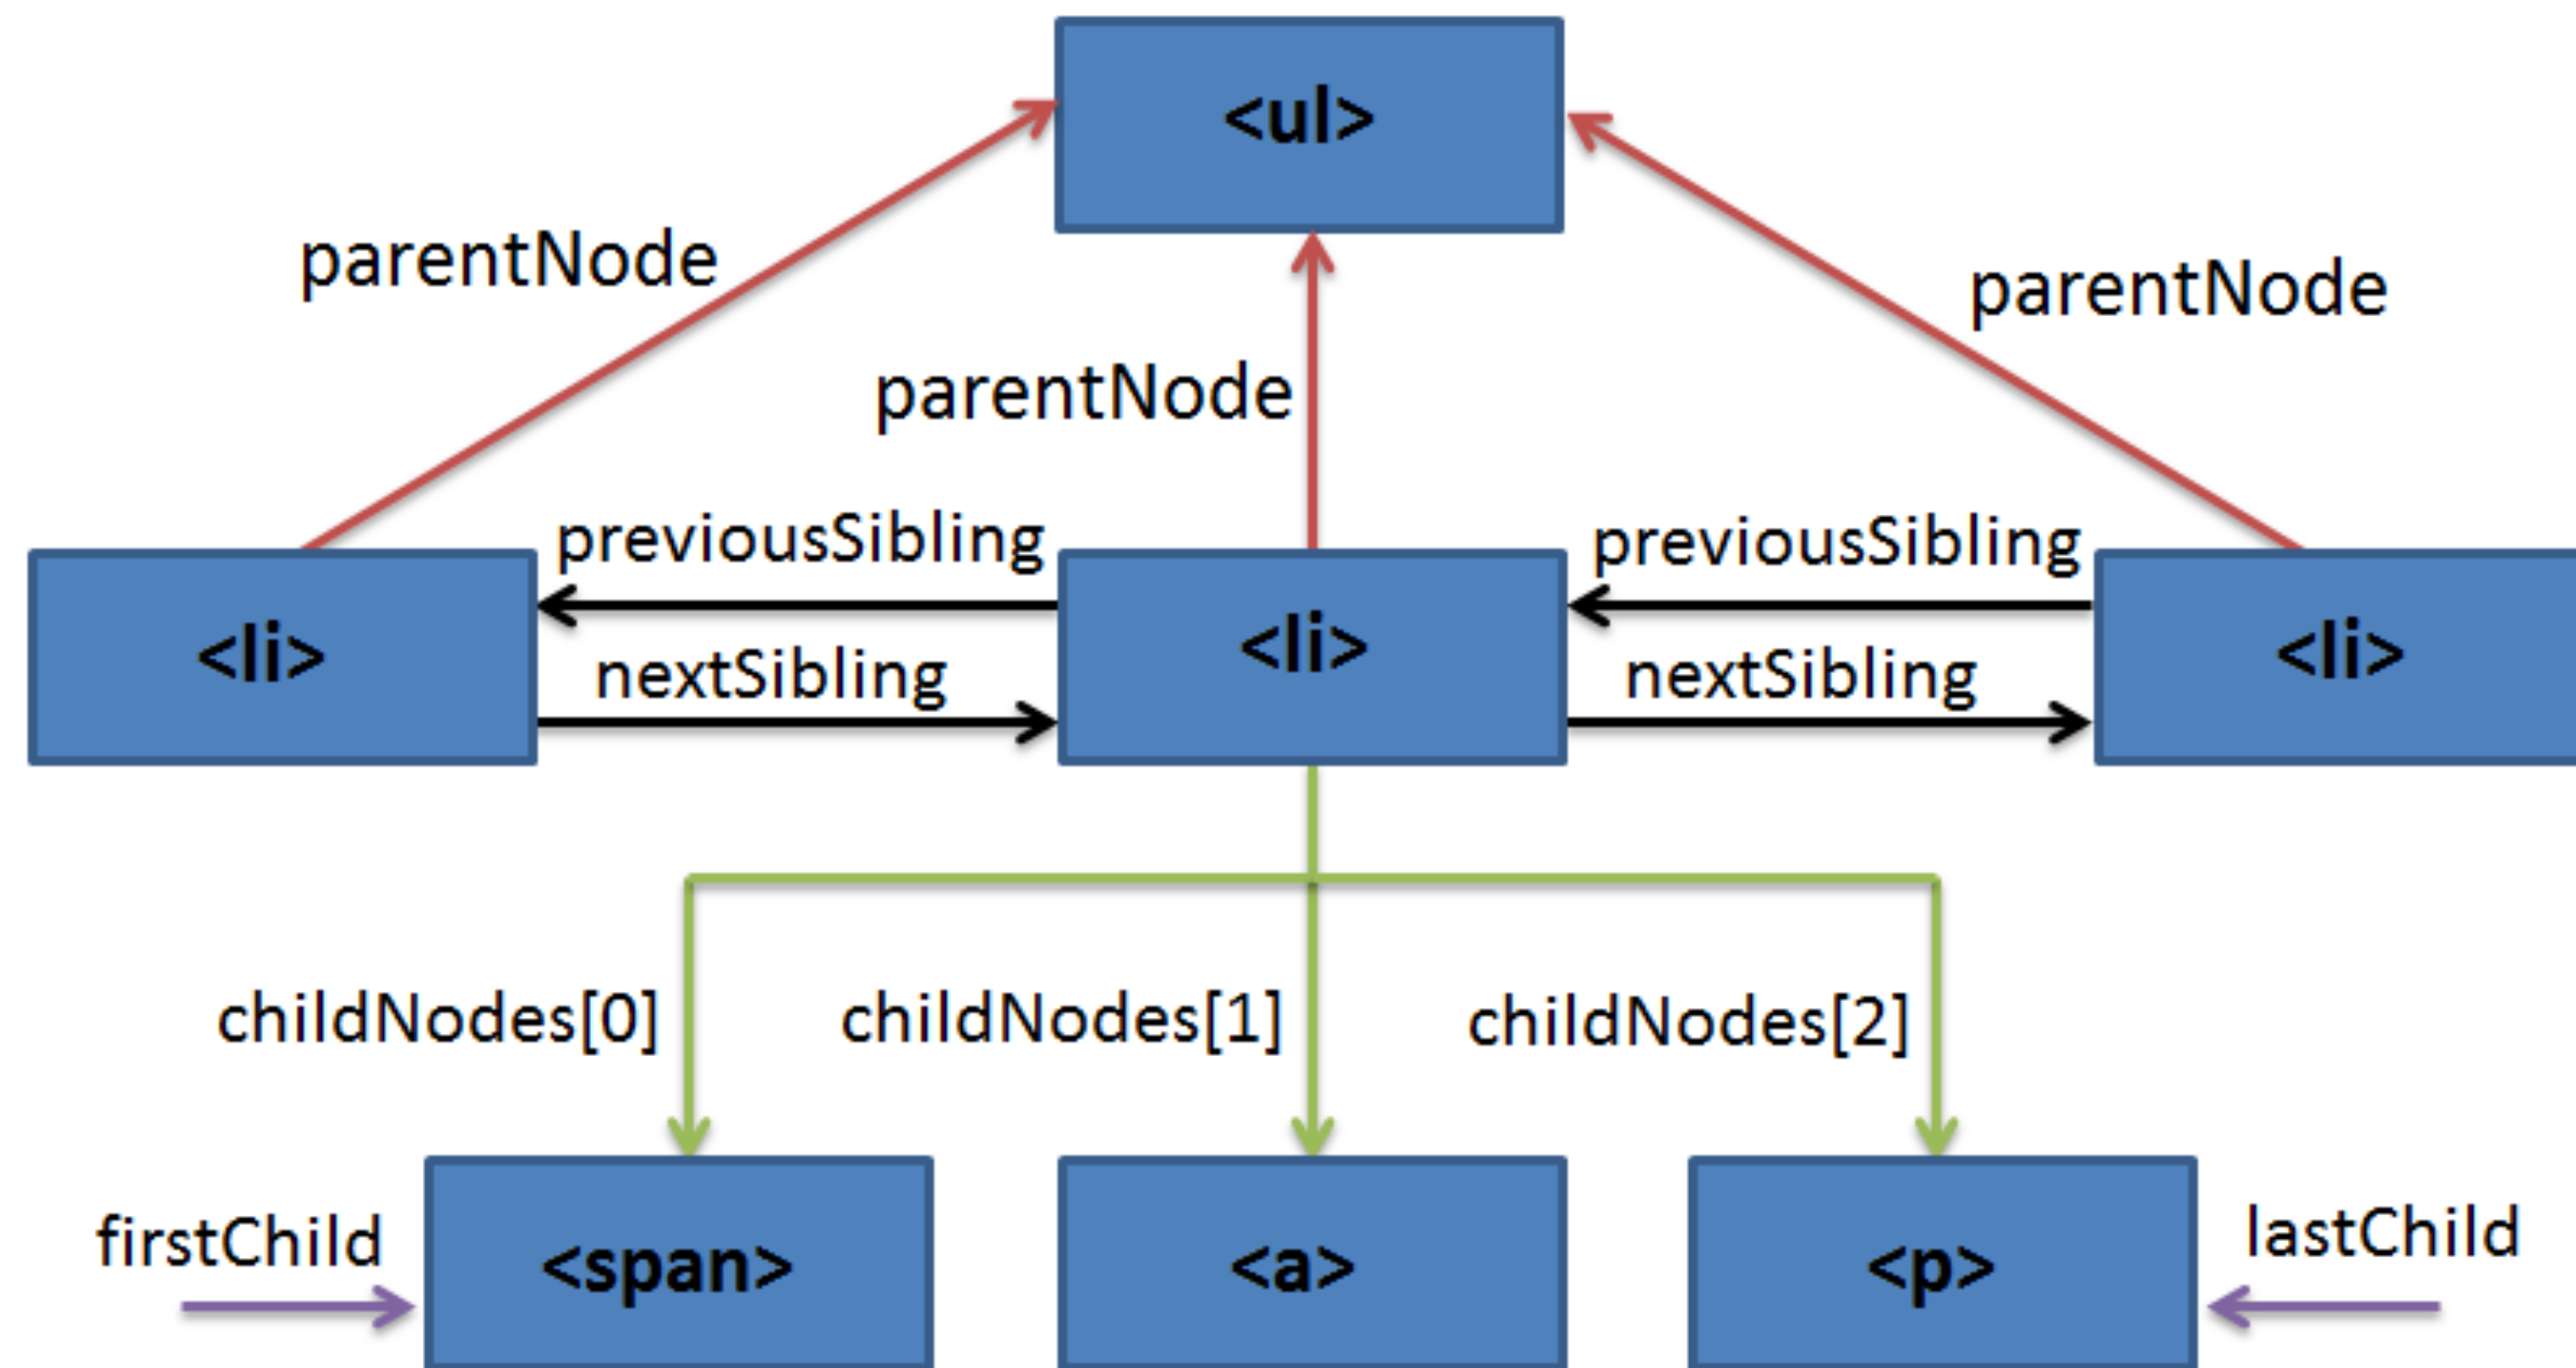 <ul>
parentNode
parentNode
parentNode
previousSibling
previousSibling
<li>
<li>
<li>
nextSibling
nextSibling
childNodes[0]
childNodes[1]
childNodes[2]
firstChild
lastChild
<span>
<a>
<p>